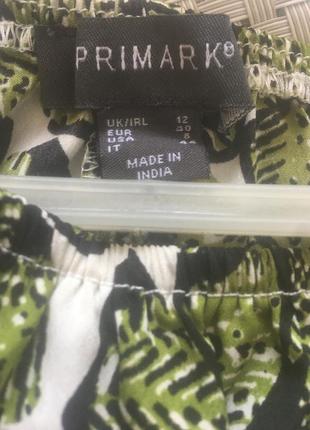 PRIMARK®
UK/IRL 12
EUR 40
USA 8
IT
MADE IN
INDIA